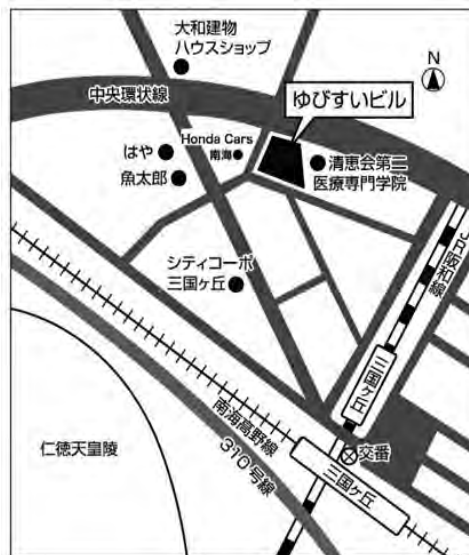 大和建物
ハウスショップ
N
中央環状線
ゆびすいビル
Honda Cars
南海
はや
魚太郎
清恵会第二
医療専門学院
JR阪和線
シティコーポ
三国ヶ丘
三国ヶ丘
南海高野線
310号線
仁徳天皇陵
交番
三国ヶ丘